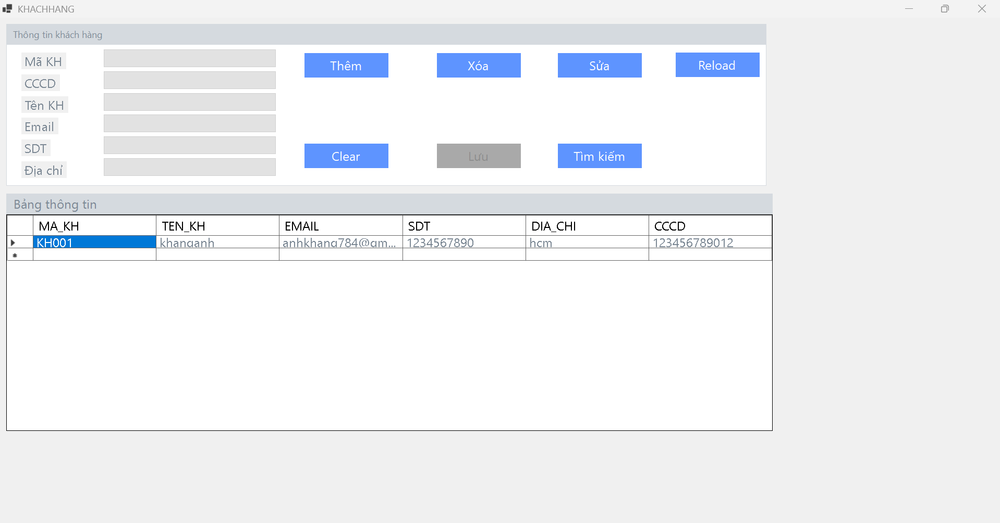 KHACHHANG
Thông tin khách hàng
Mã KH
CCCD
Tên KH
Email
SDT
Địa chỉ
Thêm Xóa Sửa Reload
Clear Lưu Tìm kiếm
Bảng thông tin
MA_KH TEN_KH EMAIL SDT DIA_CHI CCCD
KH001 khanganh anhkhang784@gm... 1234567890 hcm 123456789012